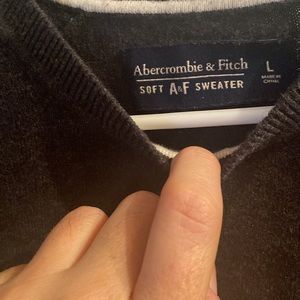 Abercrombie & Fitch
SOFT A&F SWEATER
L
MADE IN
CHINA